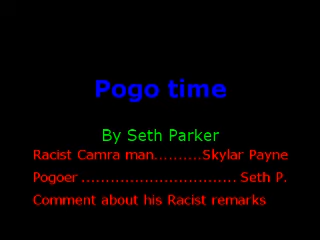 Pogo time
By Seth Parker
Racist Camra man..........Skylar Payne
Pogoer ................................ Seth P.
Comment about his Racist remarks